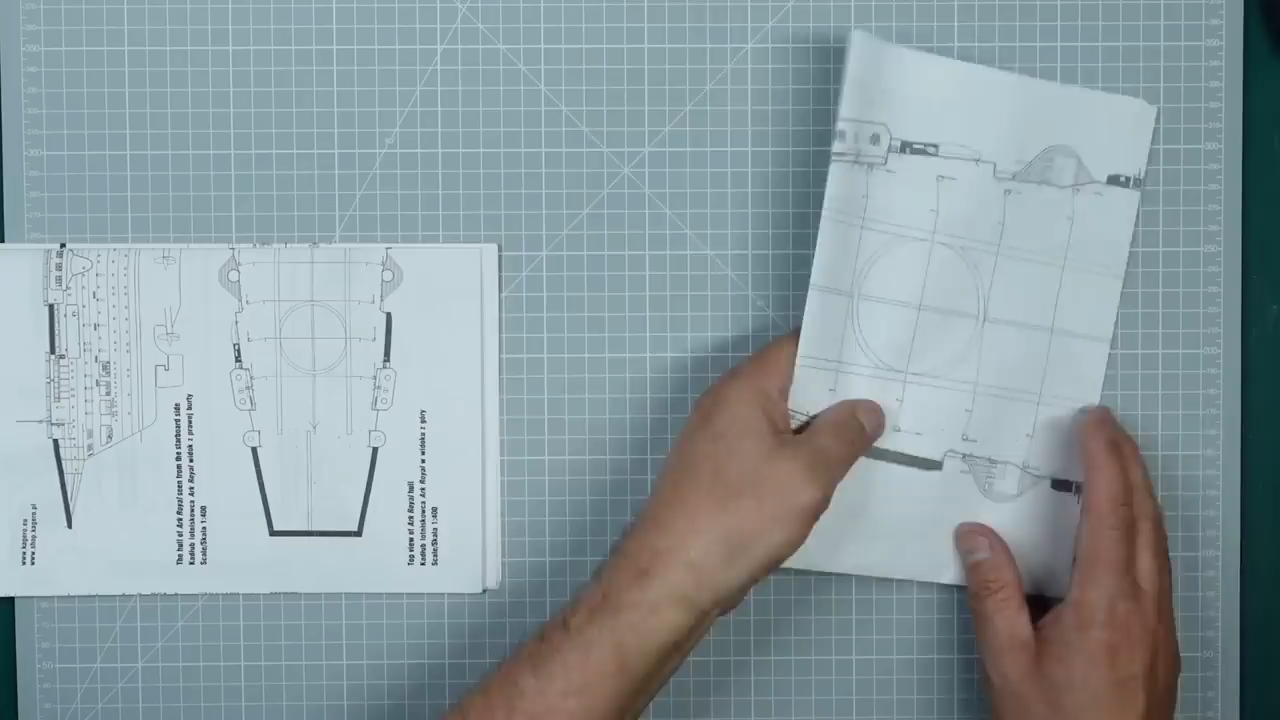 www.kagero.eu
www.shop.kagero.pl
The hull of Ark Royal seen from the starboard side
Kadłub lotniskowca Ark Royal widok z prawej burty
Scale/Skala 1:400
Top view of Ark Royal hull
Kadłub lotniskowca Ark Royal w widoku z góry
Scale/Skala 1:400